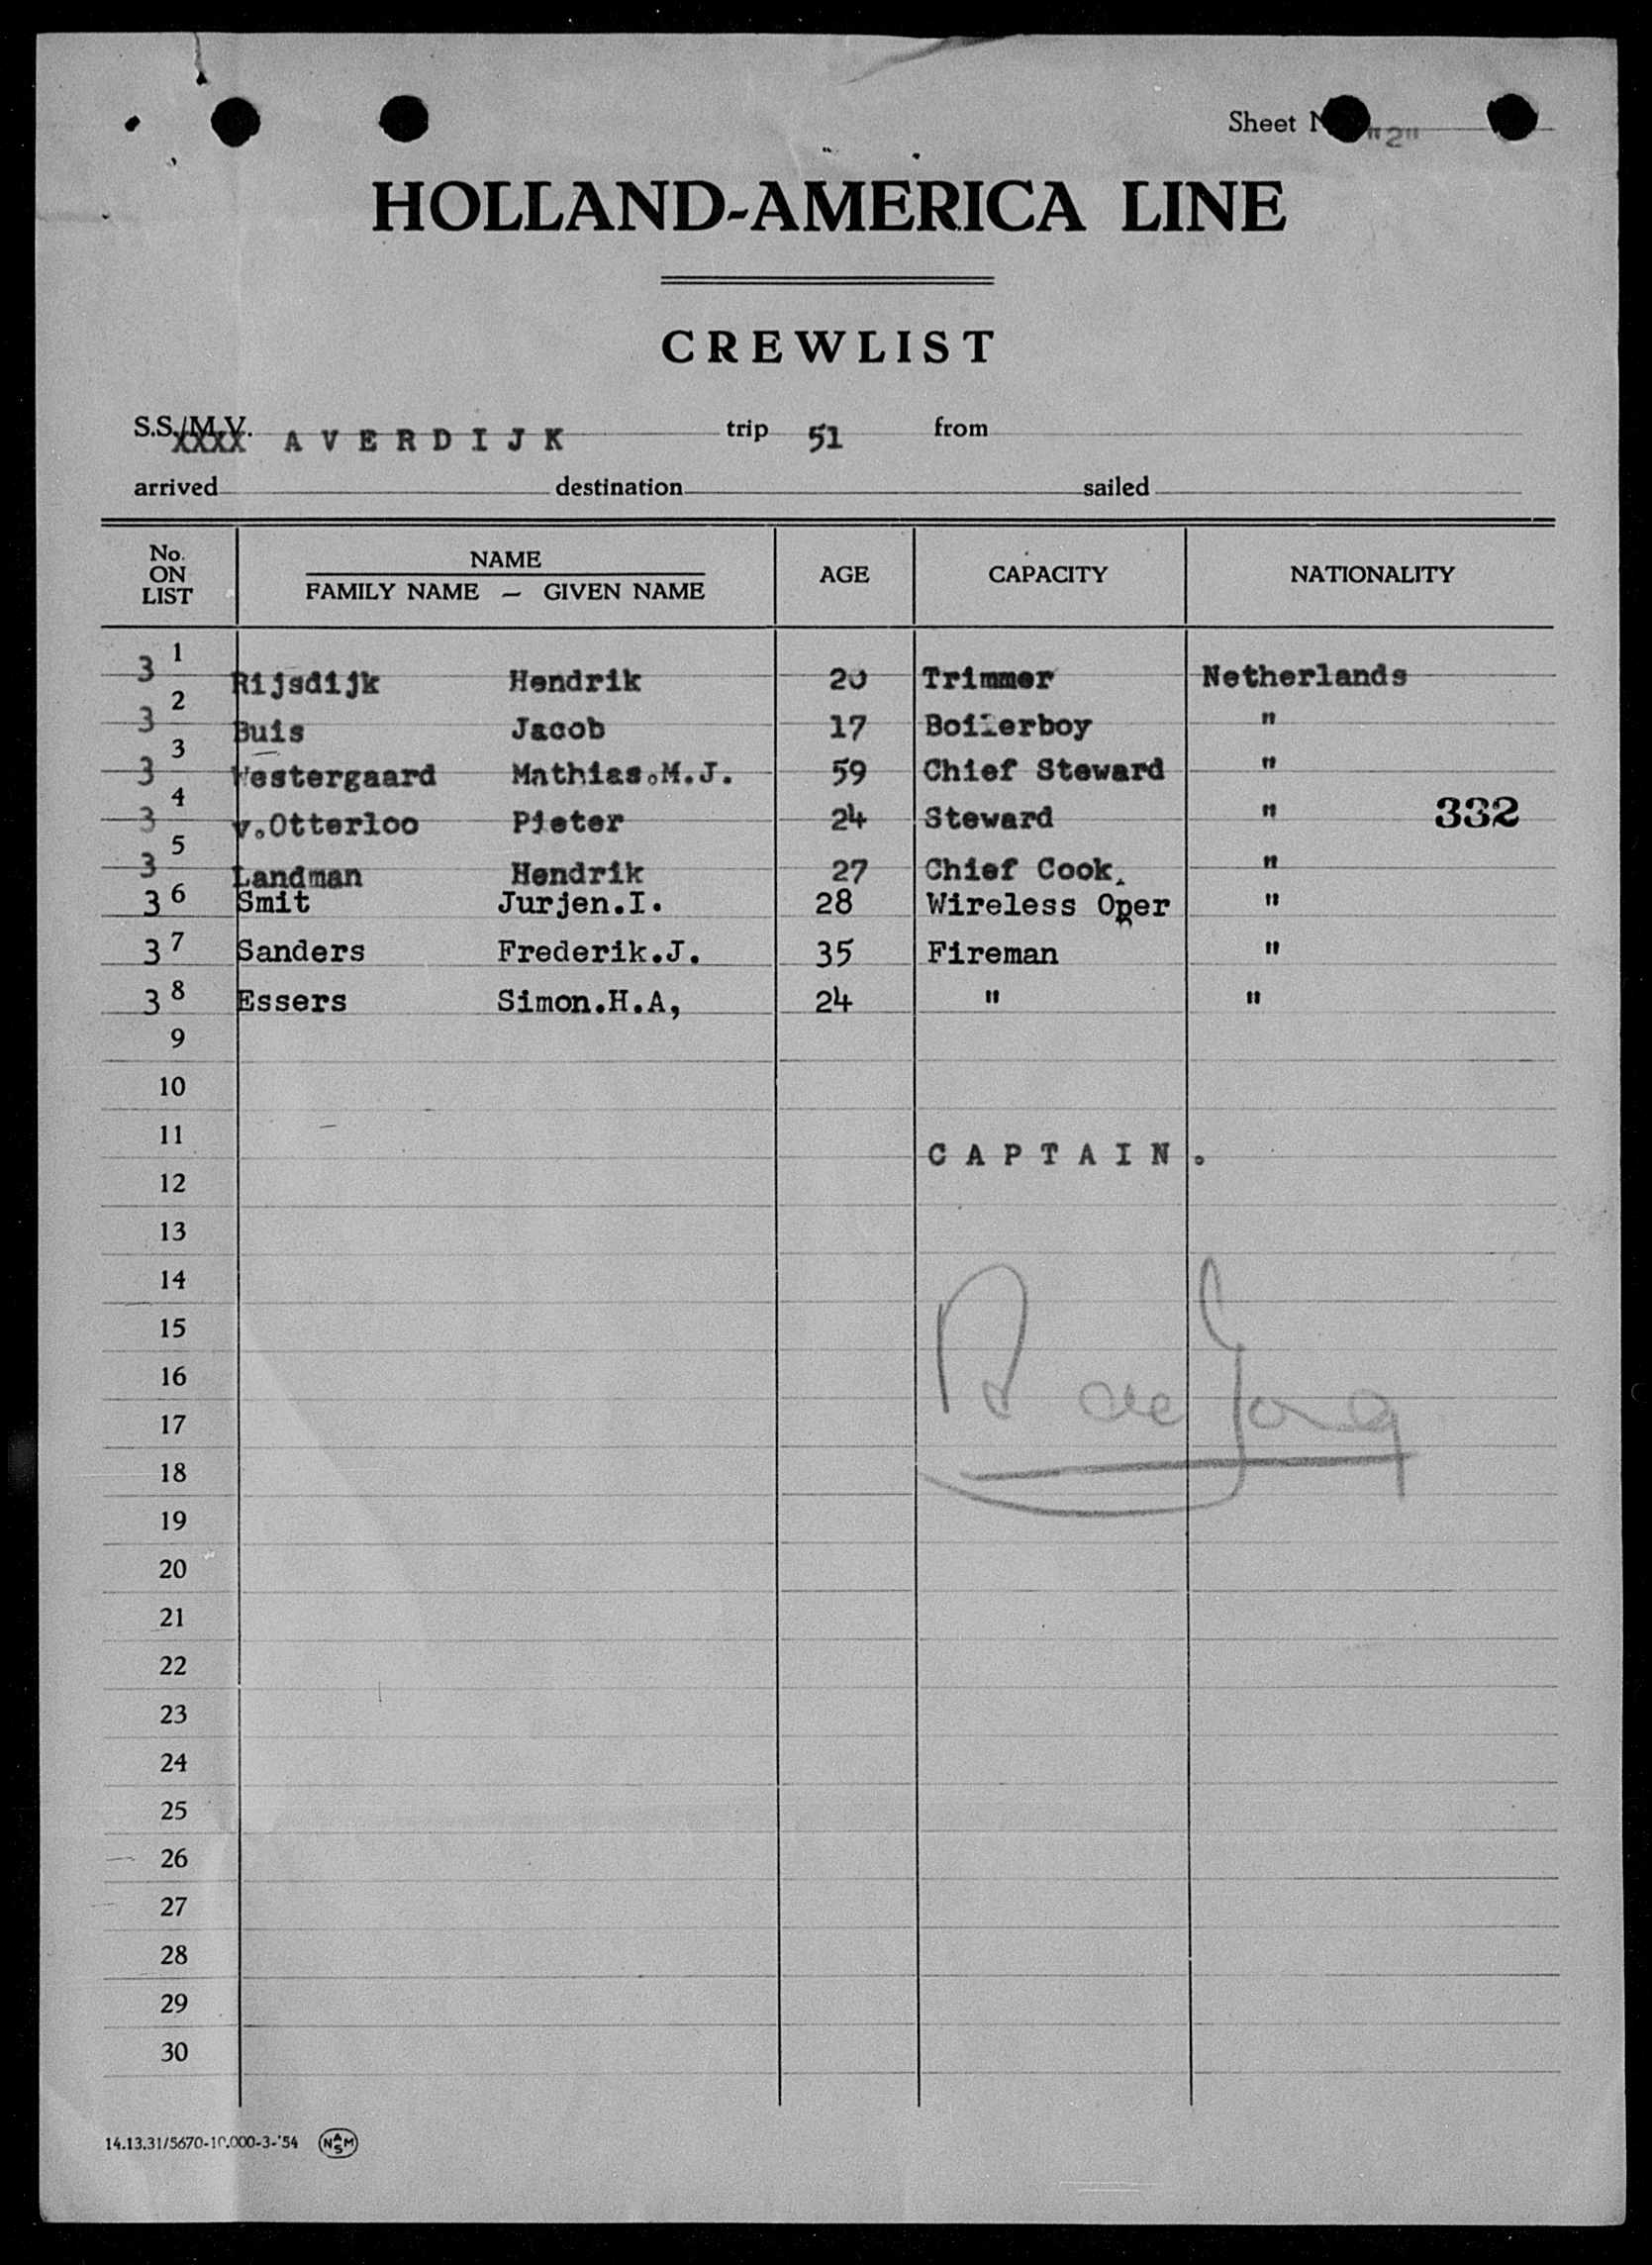 Sheet No. "2"
HOLLAND-AMERICA LINE
CREWLIST
S.S./M.V. XXXX A V E R D I J K trip 51 from
arrived destination sailed
No. ON LIST NAME FAMILY NAME — GIVEN NAME AGE CAPACITY NATIONALITY
3 1 Rijsdijk Hendrik 20 Trimmer Netherlands
3 2 Buis Jacob 17 Boilerboy "
3 3 Westergaard Mathias.M.J. 59 Chief Steward "
3 4 v.Otterloo Pieter 24 Steward " 332
3 5 Landman Hendrik 27 Chief Cook. "
3 6 Smit Jurjen.I. 28 Wireless Oper "
3 7 Sanders Frederik.J. 35 Fireman "
3 8 Essers Simon.H.A, 24 " "
9
10
11 C A P T A I N .
12
13
14
15
16
17 de Jong
18
19
20
21
22
23
24
25
26
27
28
29
30
14.13.31/5670-10.000-3-'54 NASM